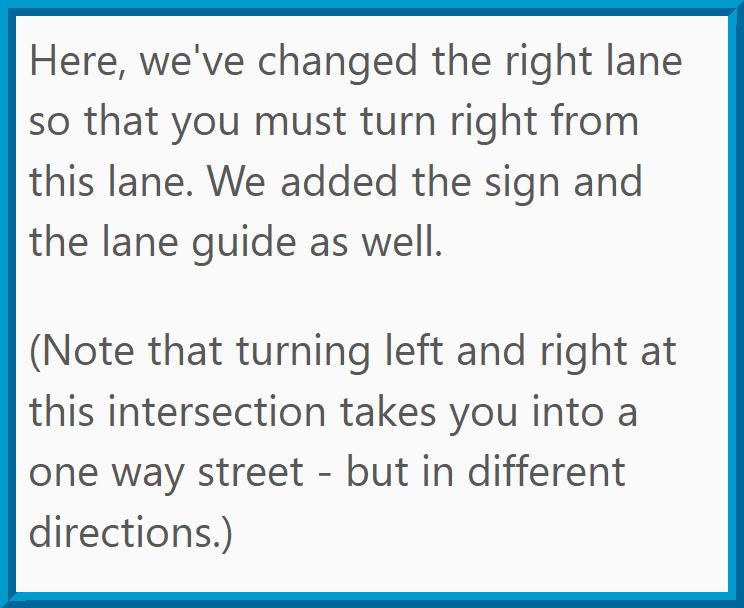 Here, we've changed the right lane
so that you must turn right from
this lane. We added the sign and
the lane guide as well.
(Note that turning left and right at
this intersection takes you into a
one way street - but in different
directions.)